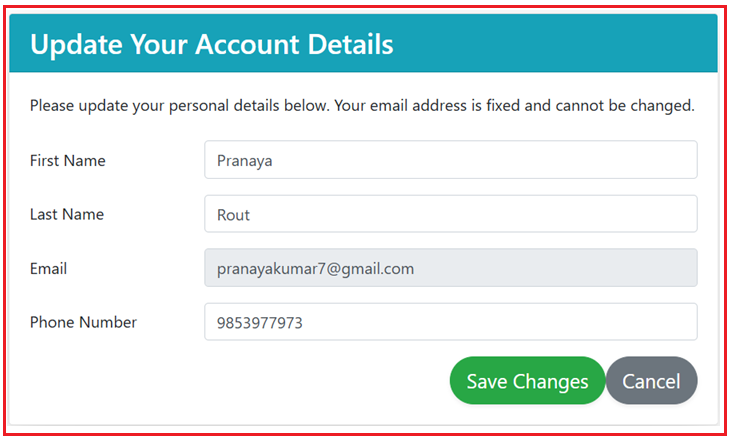 Update Your Account Details
Please update your personal details below. Your email address is fixed and cannot be changed.
First Name Pranaya
Last Name Rout
Email pranayakumar7@gmail.com
Phone Number 9853977973
Save Changes Cancel